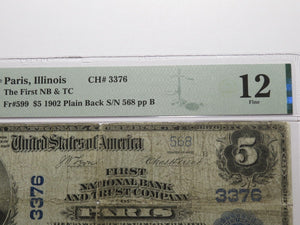 Paris, Illinois CH# 3376
The First NB & TC
Fr#599 $5 1902 Plain Back S/N 568 pp B
12
Fine
United States of America
568
5
FIRST
NATIONAL BANK
AND TRUST COMPANY
3376
3376
PARIS